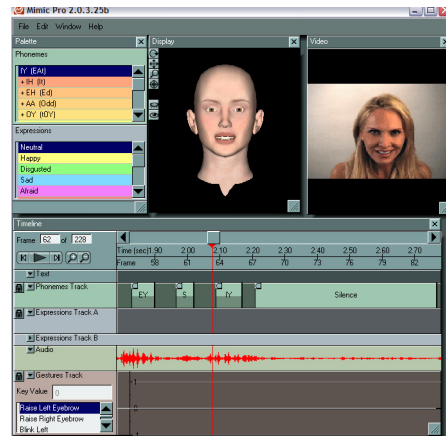 Mimic Pro 2.0.3.25b
File Edit Window Help
Palette
Display
Video
Phonemes
IY (EAt)
+ IH (It)
+ EH (Ed)
+ AA (Odd)
+ OY (tOY)
Expressions
Neutral
Happy
Disgusted
Sad
Afraid
Timeline
Frame 62 of 228
Time (sec) 1.90 2.00 2.10 2.20 2.30 2.40 2.50 2.60 2.70
Frame 58 61 64 67 70 73 76 79 82
Text
Phonemes Track
EY S IY Silence
Expressions Track A
Expressions Track B
Audio
Gestures Track
Key Value 0
1
0
-1
Raise Left Eyebrow
Raise Right Eyebrow
Blink Left